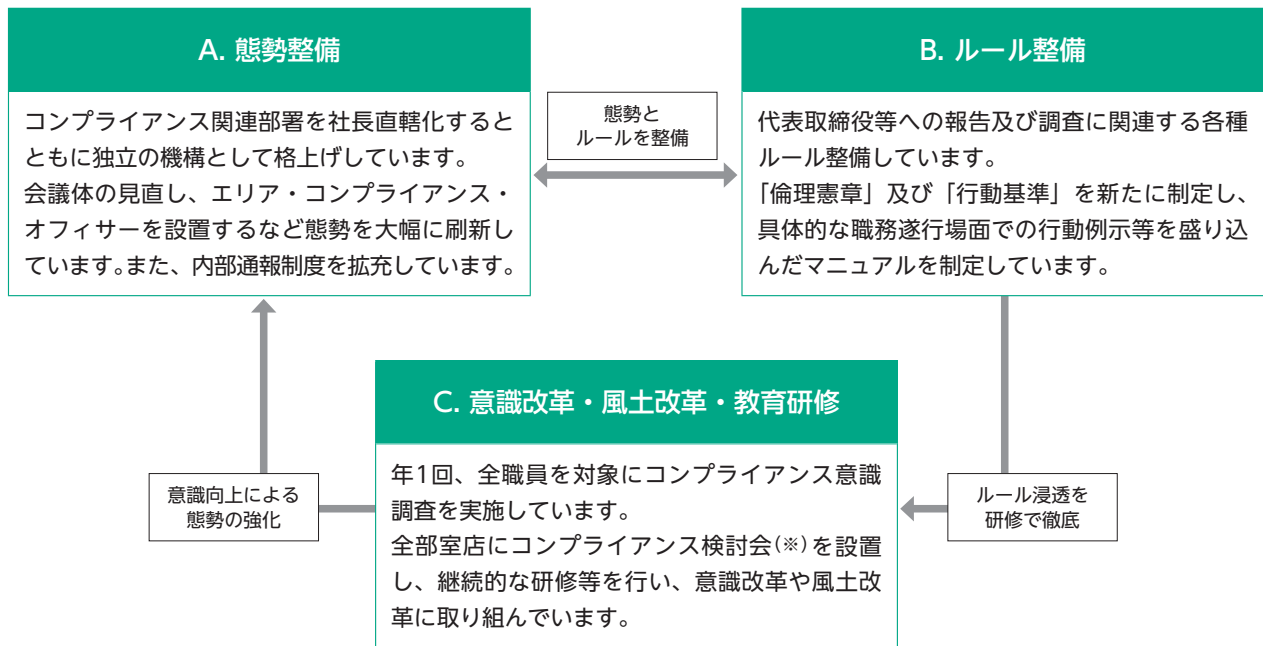 A. 態勢整備
コンプライアンス関連部署を社長直轄化すると
ともに独立の機構として格上げしています。
会議体の見直し、エリア・コンプライアンス・
オフィサーを設置するなど態勢を大幅に刷新し
ています。また、内部通報制度を拡充しています。
態勢と
ルールを整備
B. ルール整備
代表取締役等への報告及び調査に関連する各種
ルール整備しています。
「倫理憲章」及び「行動基準」を新たに制定し、
具体的な職務遂行場面での行動例示等を盛り込
んだマニュアルを制定しています。
C. 意識改革・風土改革・教育研修
年1回、全職員を対象にコンプライアンス意識
調査を実施しています。
全部室店にコンプライアンス検討会(※)を設置
し、継続的な研修等を行い、意識改革や風土改
革に取り組んでいます。
意識向上による
態勢の強化
ルール浸透を
研修で徹底